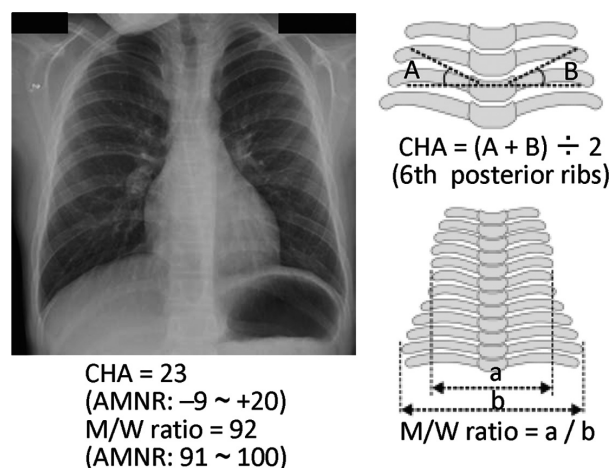 CHA = 23
(AMNR: –9 ~ +20)
M/W ratio = 92
(AMNR: 91 ~ 100)
A
B
CHA = (A + B) ÷ 2
(6th posterior ribs)
a
b
M/W ratio = a / b